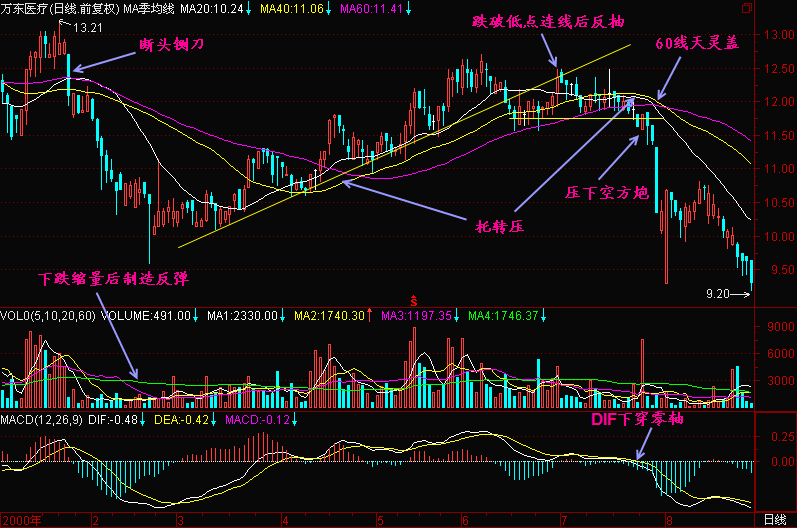 万东医疗(日线.前复权) MA季均线 MA20:10.24↓ MA40:11.06↓ MA60:11.41↓
13.21
断头铡刀
跌破低点连线后反抽
60线天灵盖
13.00
12.50
12.00
11.50
11.00
10.50
10.00
9.50
压下空方炮
托转压
下跌缩量后制造反弹
9.20
Ŝ
VOL0(5,10,20,60) VOLUME:491.00↓ MA1:2330.00↓ MA2:1740.30↑ MA3:1197.35↓ MA4:1746.37↓
9000
6000
3000
MACD(12,26,9) DIF:-0.48↓ DEA:-0.42↓ MACD:-0.12↓
DIF下穿零轴
0.25
0.00
2000年 2 3 4 5 6 7 8 日线